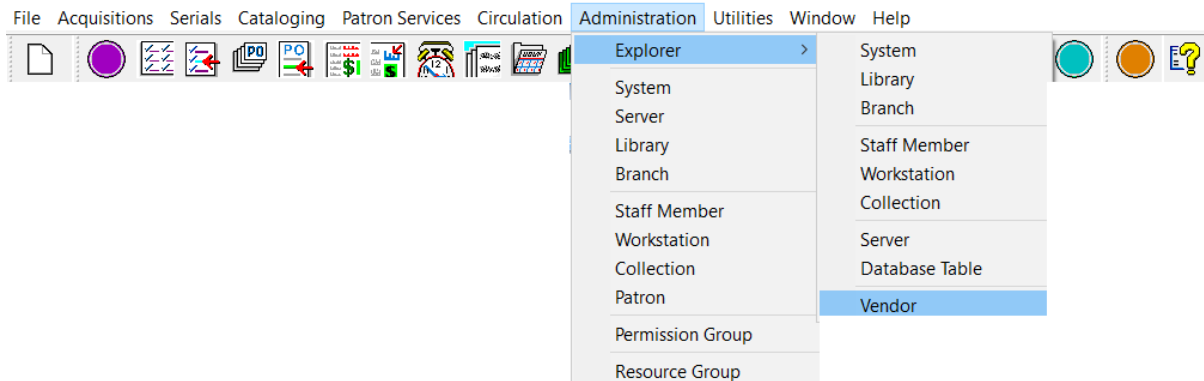 File Acquisitions Serials Cataloging Patron Services Circulation Administration Utilities Window Help
PO
PO
12
Explorer >
System
Server
Library
Branch
Staff Member
Workstation
Collection
Patron
Permission Group
Resource Group
System
Library
Branch
Staff Member
Workstation
Collection
Server
Database Table
Vendor